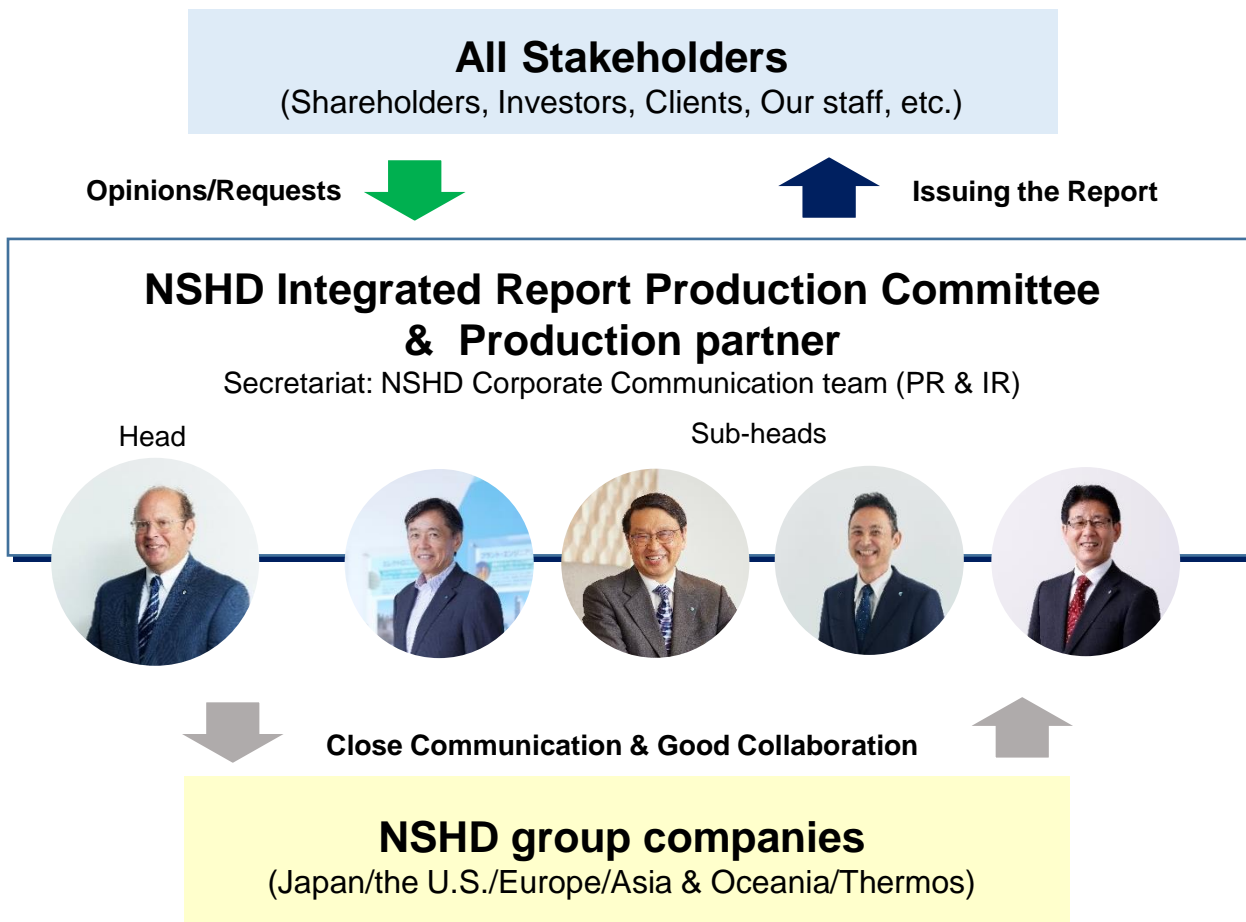 All Stakeholders
(Shareholders, Investors, Clients, Our staff, etc.)
Opinions/Requests
Issuing the Report
NSHD Integrated Report Production Committee
& Production partner
Secretariat: NSHD Corporate Communication team (PR & IR)
Head
Sub-heads
Close Communication & Good Collaboration
NSHD group companies
(Japan/the U.S./Europe/Asia & Oceania/Thermos)